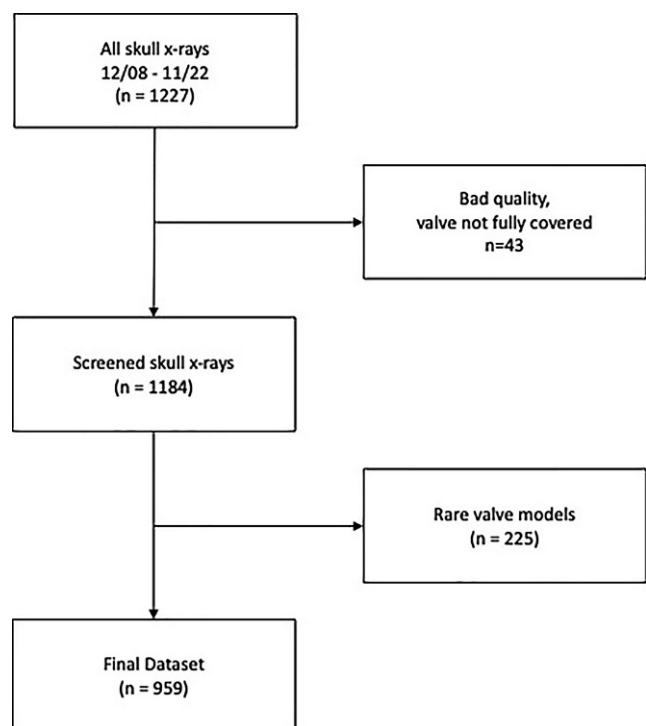 All skull x-rays
12/08 - 11/22
(n = 1227)
Bad quality,
valve not fully covered
n=43
Screened skull x-rays
(n = 1184)
Rare valve models
(n = 225)
Final Dataset
(n = 959)